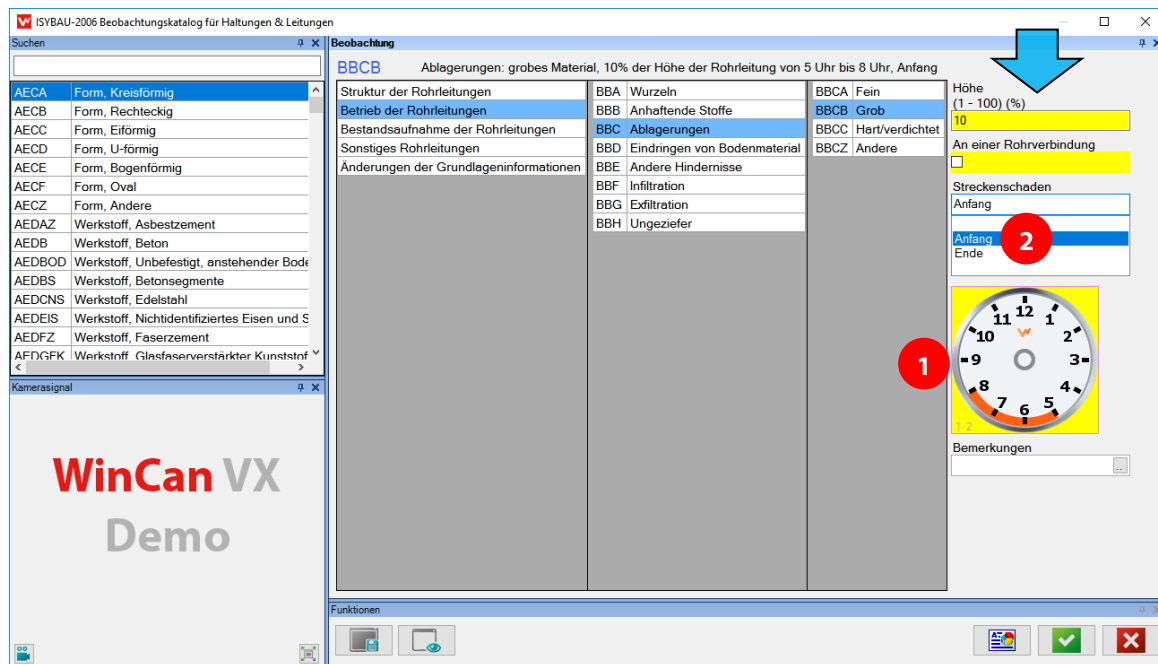 ISYBAU-2006 Beobachtungskatalog für Haltungen & Leitungen
Suchen
AECA Form, Kreisförmig
AECB Form, Rechteckig
AECC Form, Eiförmig
AECD Form, U-förmig
AECE Form, Bogenförmig
AECF Form, Oval
AECZ Form, Andere
AEDAZ Werkstoff, Asbestzement
AEDB Werkstoff, Beton
AEDBOD Werkstoff, Unbefestigt, anstehender Bode
AEDBS Werkstoff, Betonsegmente
AEDCNS Werkstoff, Edelstahl
AEDEIS Werkstoff, Nichtidentifiziertes Eisen und S
AEDFZ Werkstoff, Faserzement
AEDGFK Werkstoff, Glasfaserverstärkter Kunststof
Kamerasignal
WinCan VX
Demo
Beobachtung
BBCB Ablagerungen: grobes Material, 10% der Höhe der Rohrleitung von 5 Uhr bis 8 Uhr, Anfang
Struktur der Rohrleitungen
Betrieb der Rohrleitungen
Bestandsaufnahme der Rohrleitungen
Sonstiges Rohrleitungen
Änderungen der Grundlageninformationen
BBA Wurzeln
BBB Anhaftende Stoffe
BBC Ablagerungen
BBD Eindringen von Bodenmaterial
BBE Andere Hindernisse
BBF Infiltration
BBG Exfiltration
BBH Ungeziefer
BBCA Fein
BBCB Grob
BBCC Hart/verdichtet
BBCZ Andere
Höhe
(1 - 100) (%)
10
An einer Rohrverbindung
Streckenschaden
Anfang
Anfang
Ende
2
1
12
1
2
3
4
5
6
7
8
9
10
11
1 2
Bemerkungen
..
Funktionen